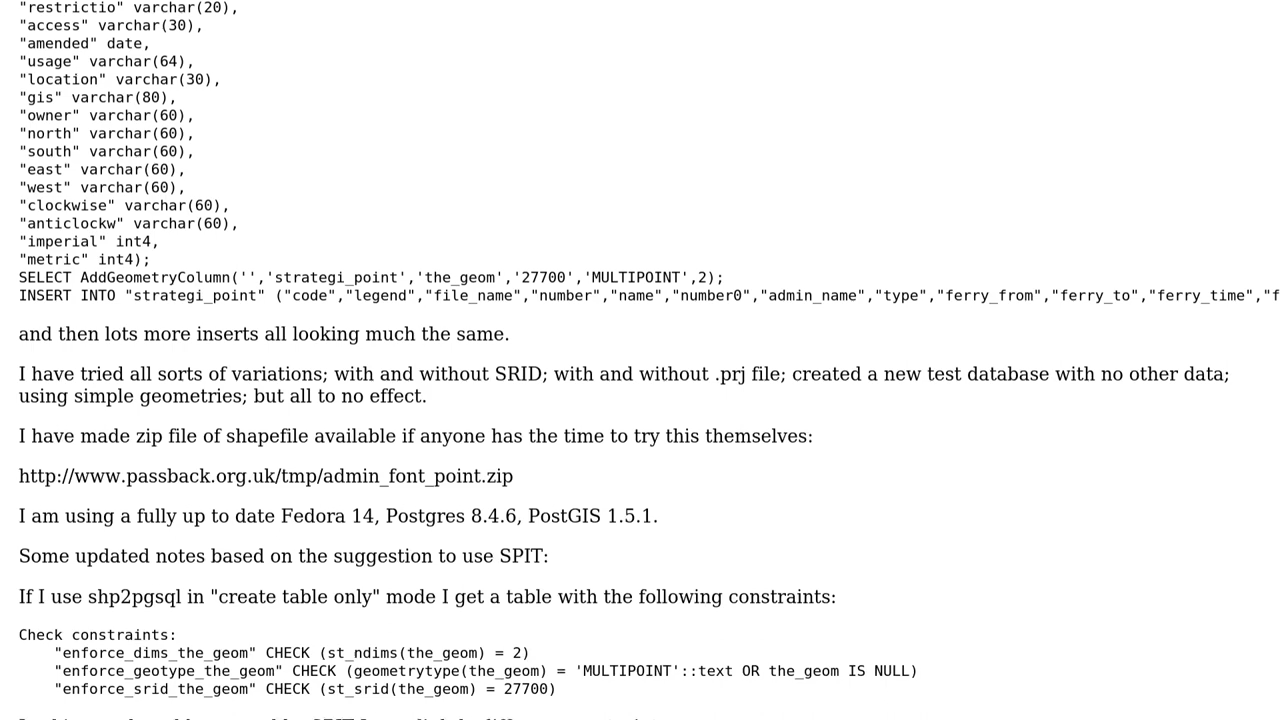 "restrictio" varchar(20),
"access" varchar(30),
"amended" date,
"usage" varchar(64),
"location" varchar(30),
"gis" varchar(80),
"owner" varchar(60),
"north" varchar(60),
"south" varchar(60),
"east" varchar(60),
"west" varchar(60),
"clockwise" varchar(60),
"anticlockw" varchar(60),
"imperial" int4,
"metric" int4);
SELECT AddGeometryColumn('','strategi_point','the_geom','27700','MULTIPOINT',2);
INSERT INTO "strategi_point" ("code","legend","file_name","number","name","number0","admin_name","type","ferry_from","ferry_to","ferry_time","f
and then lots more inserts all looking much the same.
I have tried all sorts of variations; with and without SRID; with and without .prj file; created a new test database with no other data;
using simple geometries; but all to no effect.
I have made zip file of shapefile available if anyone has the time to try this themselves:
http://www.passback.org.uk/tmp/admin_font_point.zip
I am using a fully up to date Fedora 14, Postgres 8.4.6, PostGIS 1.5.1.
Some updated notes based on the suggestion to use SPIT:
If I use shp2pgsql in "create table only" mode I get a table with the following constraints:
Check constraints:
    "enforce_dims_the_geom" CHECK (st_ndims(the_geom) = 2)
    "enforce_geotype_the_geom" CHECK (geometrytype(the_geom) = 'MULTIPOINT'::text OR the_geom IS NULL)
    "enforce_srid_the_geom" CHECK (st_srid(the_geom) = 27700)